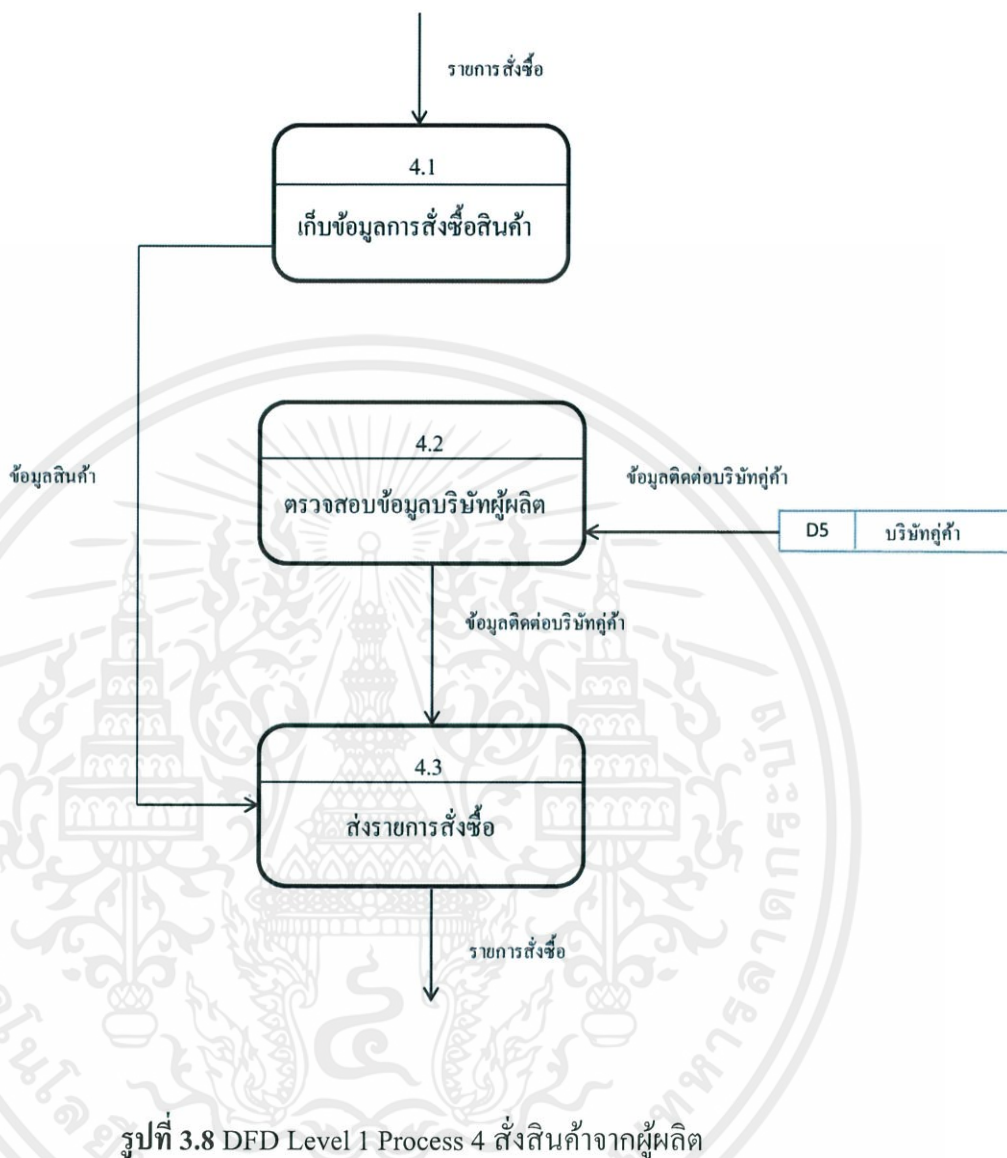 รายการสั่งซื้อ
4.1
เก็บข้อมูลการสั่งซื้อสินค้า
ข้อมูลสินค้า
4.2
ตรวจสอบข้อมูลบริษัทผู้ผลิต
ข้อมูลติดต่อบริษัทคู่ค้า
D5 บริษัทคู่ค้า
ข้อมูลติดต่อบริษัทคู่ค้า
4.3
ส่งรายการสั่งซื้อ
รายการสั่งซื้อ
รูปที่ 3.8 DFD Level 1 Process 4 สั่งสินค้าจากผู้ผลิต